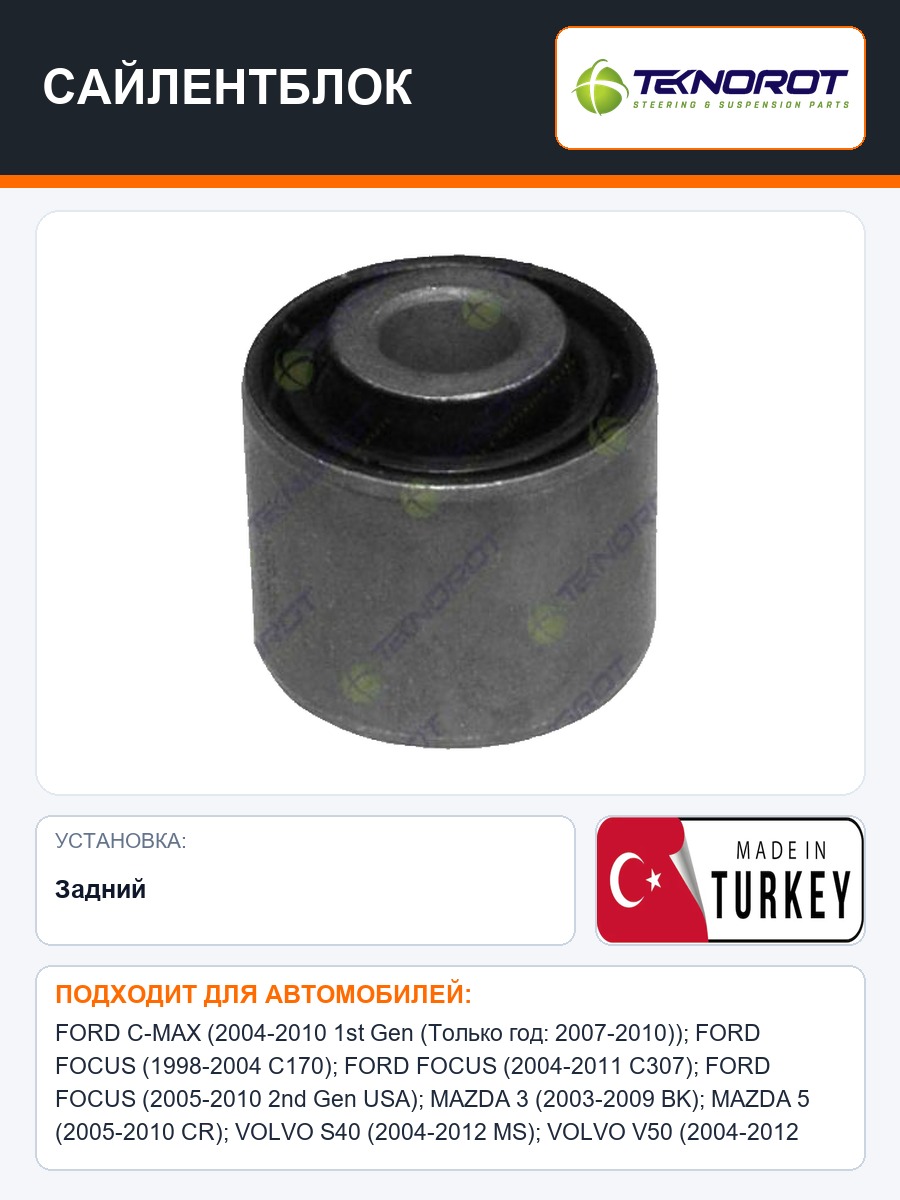 САЙЛЕНТБЛОК
TEKNOROT
STEERING & SUSPENSION PARTS
TEKNOROT
TEKNOROT
TEKNOROT
УСТАНОВКА:
Задний
MADE IN
TURKEY
ПОДХОДИТ ДЛЯ АВТОМОБИЛЕЙ:
FORD C-MAX (2004-2010 1st Gen (Только год: 2007-2010)); FORD
FOCUS (1998-2004 C170); FORD FOCUS (2004-2011 C307); FORD
FOCUS (2005-2010 2nd Gen USA); MAZDA 3 (2003-2009 BK); MAZDA 5
(2005-2010 CR); VOLVO S40 (2004-2012 MS); VOLVO V50 (2004-2012